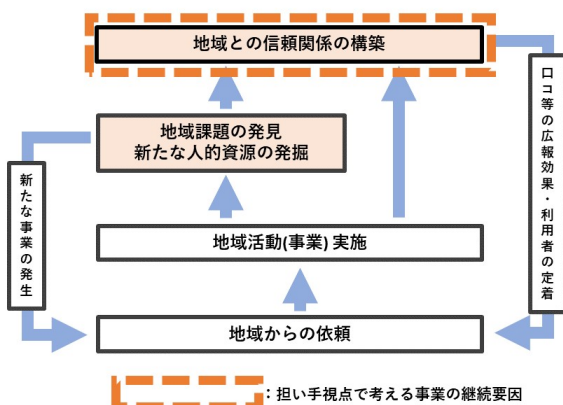 地域との信頼関係の構築
地域課題の発見
新たな人的資源の発掘
地域活動(事業) 実施
地域からの依頼
新たな事業の発生
口コ等の広報効果・利用者の定着
：担い手視点で考える事業の継続要因